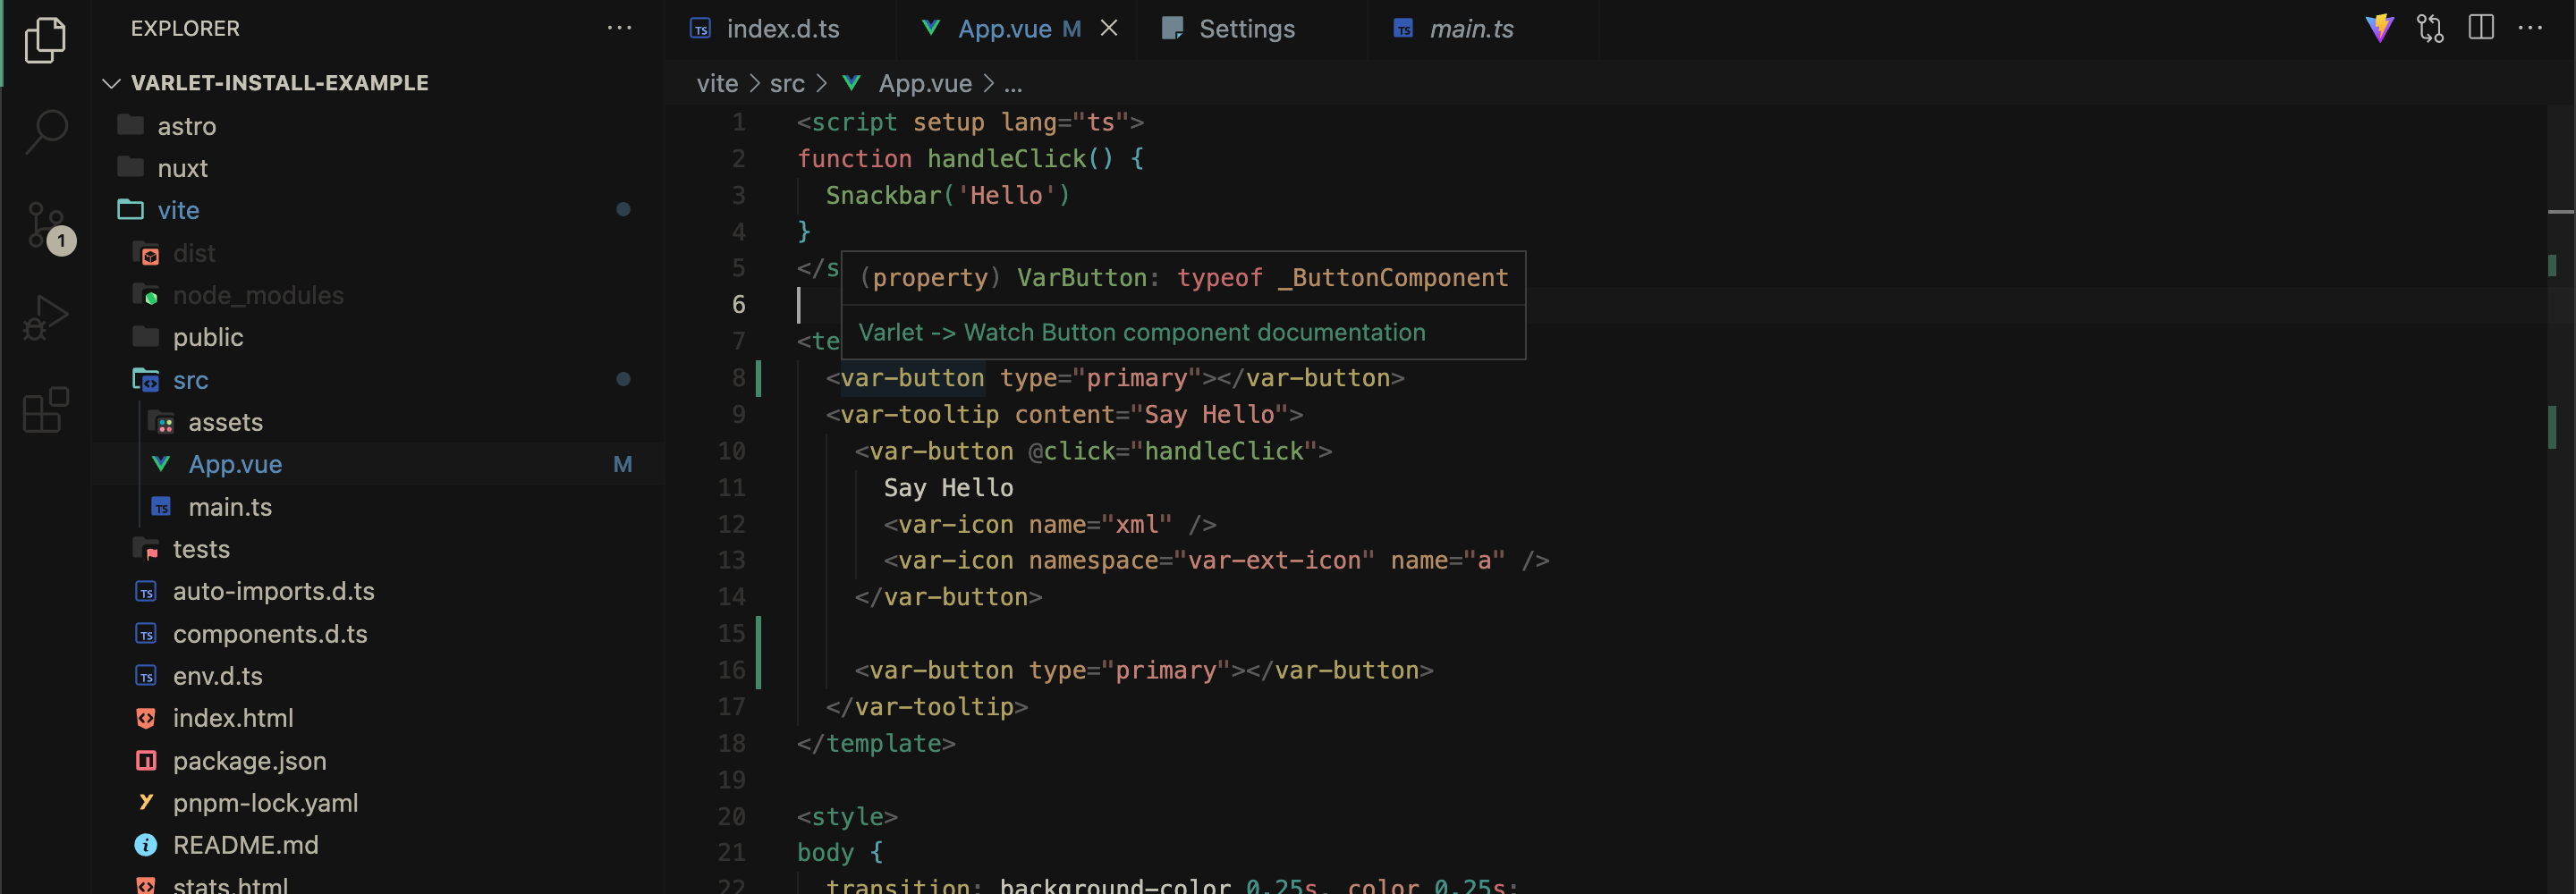 EXPLORER
VARLET-INSTALL-EXAMPLE
astro
nuxt
vite
dist
node_modules
public
src
assets
App.vue M
main.ts
tests
auto-imports.d.ts
components.d.ts
env.d.ts
index.html
package.json
pnpm-lock.yaml
README.md
stats.html
1
index.d.ts App.vue M Settings main.ts
vite > src > App.vue > ...
1 <script setup lang="ts">
2 function handleClick() {
3 Snackbar('Hello')
4 }
5 </s
(property) VarButton: typeof _ButtonComponent
6
Varlet -> Watch Button component documentation
7 <te
8 <var-button type="primary"></var-button>
9 <var-tooltip content="Say Hello">
10 <var-button @click="handleClick">
11 Say Hello
12 <var-icon name="xml" />
13 <var-icon namespace="var-ext-icon" name="a" />
14 </var-button>
15
16 <var-button type="primary"></var-button>
17 </var-tooltip>
18 </template>
19
20 <style>
21 body {
22 transition: background-color 0.25s, color 0.25s;